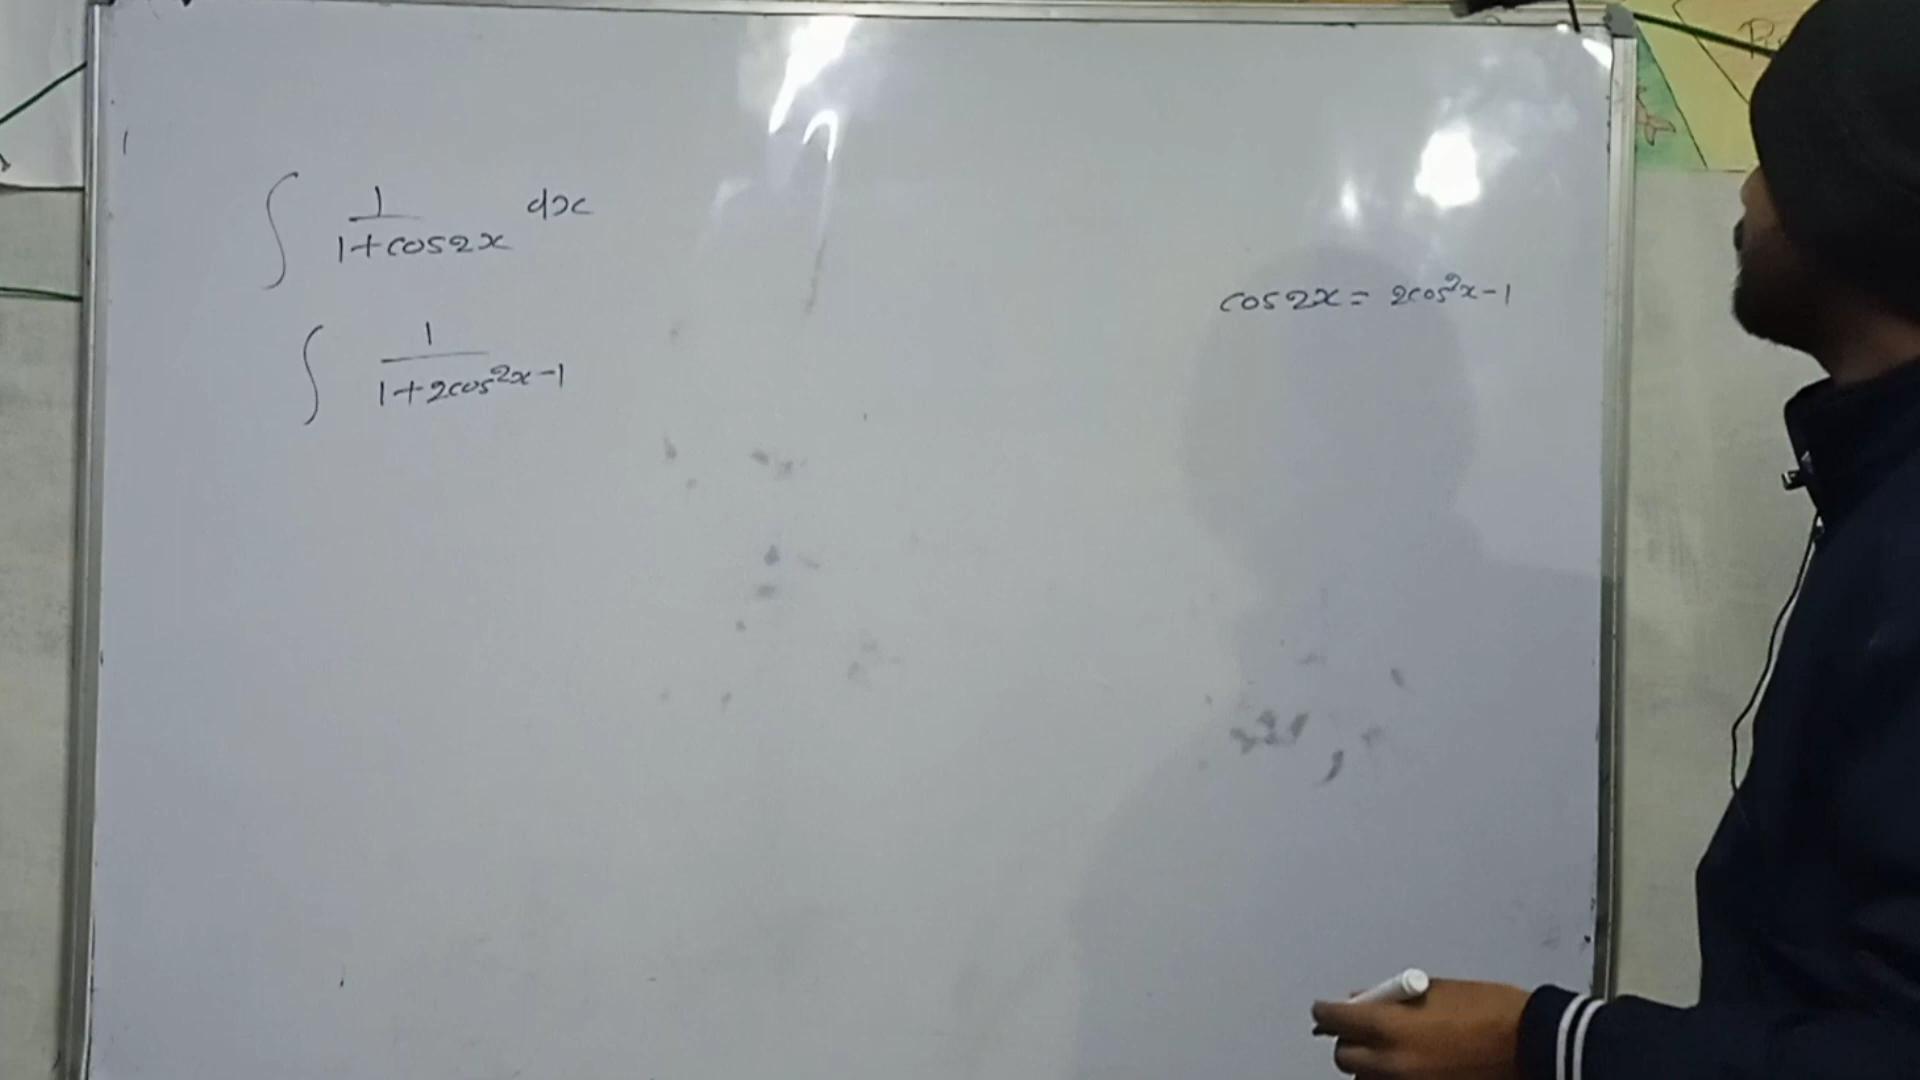 ∫ 1/(1+cos2x) dx
cos2x = 2cos²x-1
∫ 1/(1+2cos²x-1)